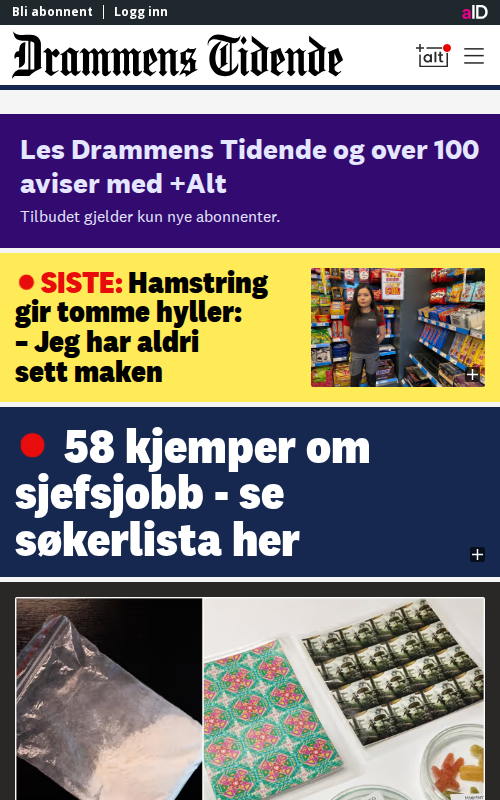 Bli abonnent | Logg inn
aID
Drammens Tidende
+alt
Les Drammens Tidende og over 100
aviser med +Alt
Tilbudet gjelder kun nye abonnenter.
SISTE: Hamstring
gir tomme hyller:
– Jeg har aldri
sett maken
58 kjemper om
sjefsjobb - se
søkerlista her